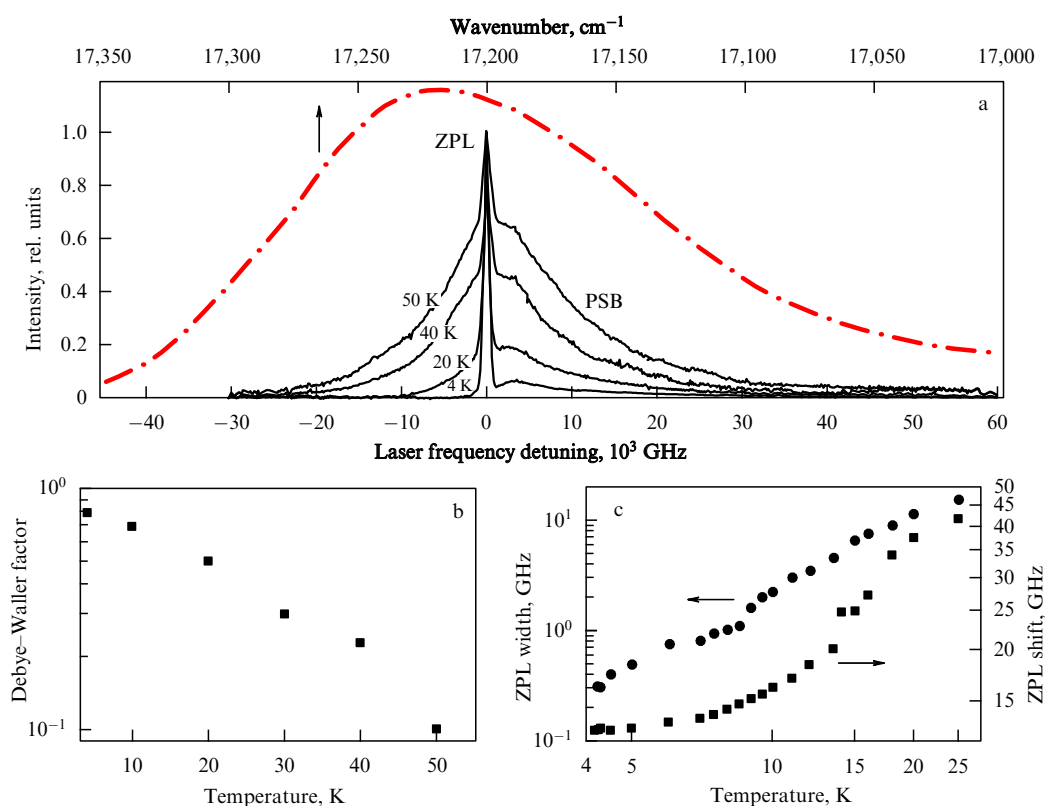 Wavenumber, cm−1
17,350 17,300 17,250 17,200 17,150 17,100 17,050 17,000
a
Intensity, rel. units
1.0
0.8
0.6
0.4
0.2
0
ZPL
PSB
50 K
40 K
20 K
4 K
−40 −30 −20 −10 0 10 20 30 40 50 60
Laser frequency detuning, 10³ GHz
b
Debye–Waller factor
10⁰
10⁻¹
10 20 30 40 50
Temperature, K
c
ZPL width, GHz
10¹
10⁰
10⁻¹
50
45
40
35
30
25
20
15
ZPL shift, GHz
4 5 10 15 20 25
Temperature, K